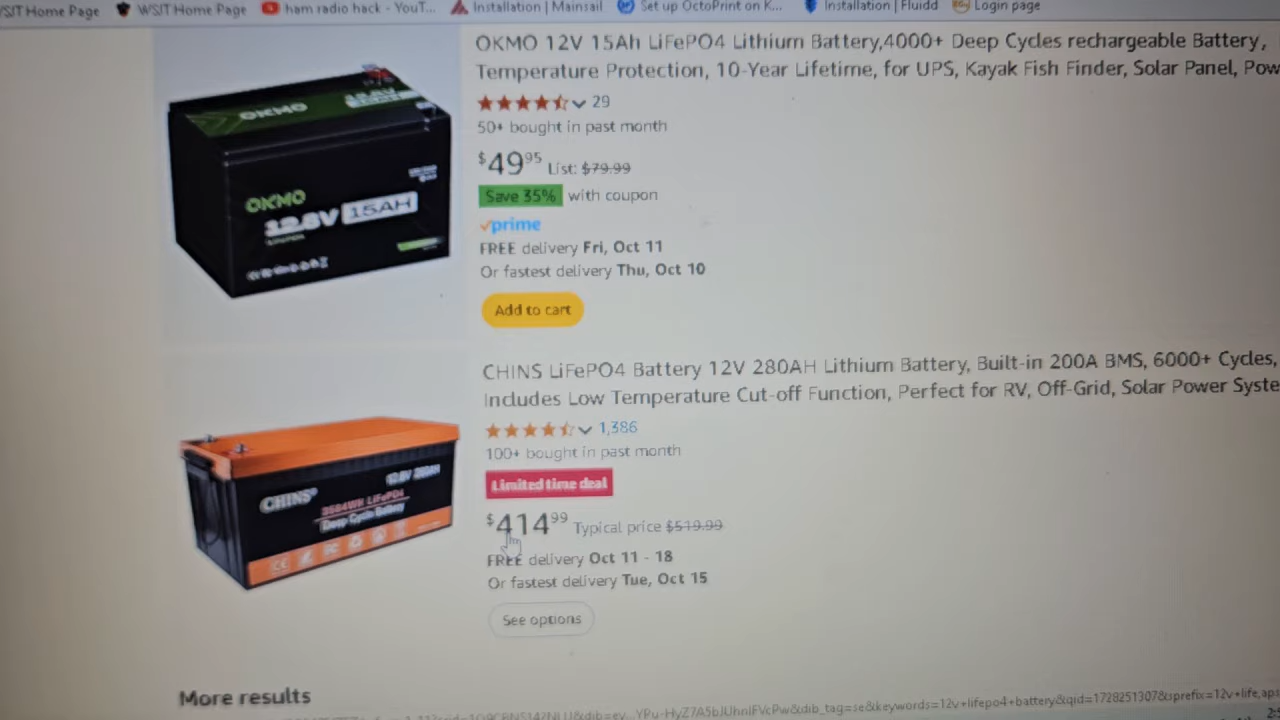 WSJT Home Page
WSJT Home Page
ham radio hack - YouT...
Installation | Mainsail
Set up OctoPrint on K...
Installation | Fluidd
Login page
OKMO 12V 15Ah LiFePO4 Lithium Battery,4000+ Deep Cycles rechargeable Battery,
Temperature Protection, 10-Year Lifetime, for UPS, Kayak Fish Finder, Solar Panel, Pow
29
50+ bought in past month
$49.95 List: $79.99
Save 35% with coupon
prime
FREE delivery Fri, Oct 11
Or fastest delivery Thu, Oct 10
Add to cart
OKMO
OKMO
12.8V 15AH
CHINS LiFePO4 Battery 12V 280AH Lithium Battery, Built-in 200A BMS, 6000+ Cycles,
Includes Low Temperature Cut-off Function, Perfect for RV, Off-Grid, Solar Power Syste
1,386
100+ bought in past month
Limited time deal
$414.99 Typical price $519.99
FREE delivery Oct 11 - 18
Or fastest delivery Tue, Oct 15
See options
CHINS
3584WH LiFePO4
Deep Cycle Battery
More results